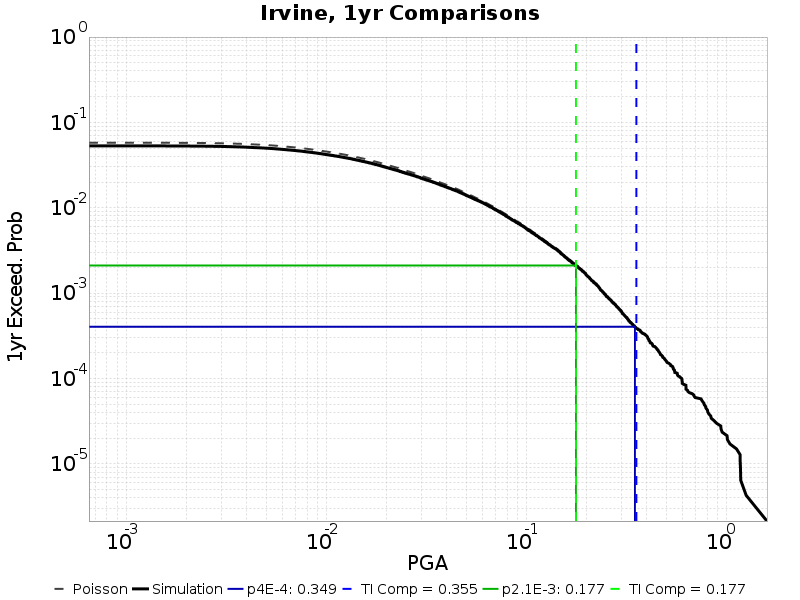 Irvine, 1yr Comparisons
10^0
10^-1
10^-2
10^-3
10^-4
10^-5
1yr Exceed. Prob
10^-3 10^-2 10^-1 10^0
PGA
Poisson Simulation p4E-4: 0.349 TI Comp = 0.355 p2.1E-3: 0.177 TI Comp = 0.177